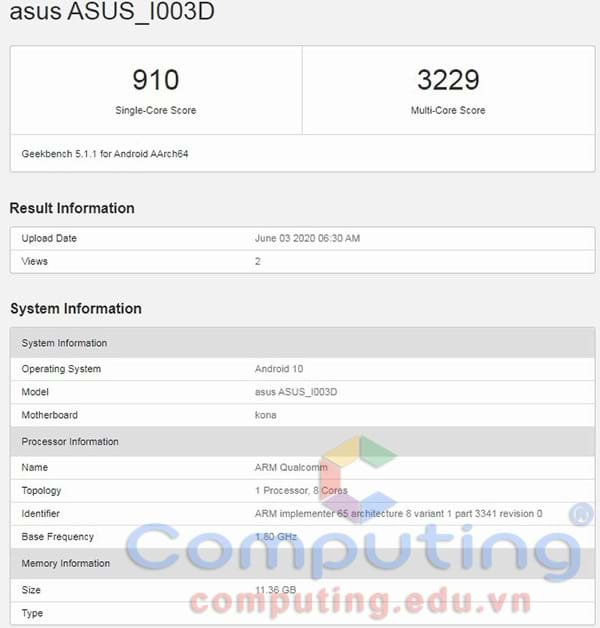 asus ASUS_I003D
910 3229
Single-Core Score Multi-Core Score
Geekbench 5.1.1 for Android AArch64
Result Information
Upload Date June 03 2020 06:30 AM
Views 2
System Information
System Information
Operating System Android 10
Model asus ASUS_I003D
Motherboard kona
Processor Information
Name ARM Qualcomm
Topology 1 Processor, 8 Cores
Identifier ARM implementer 65 architecture 8 variant 1 part 3341 revision 0
Base Frequency 1.80 GHz
Computing®
Memory Information
Size 11.36 GB
computing.edu.vn
Type